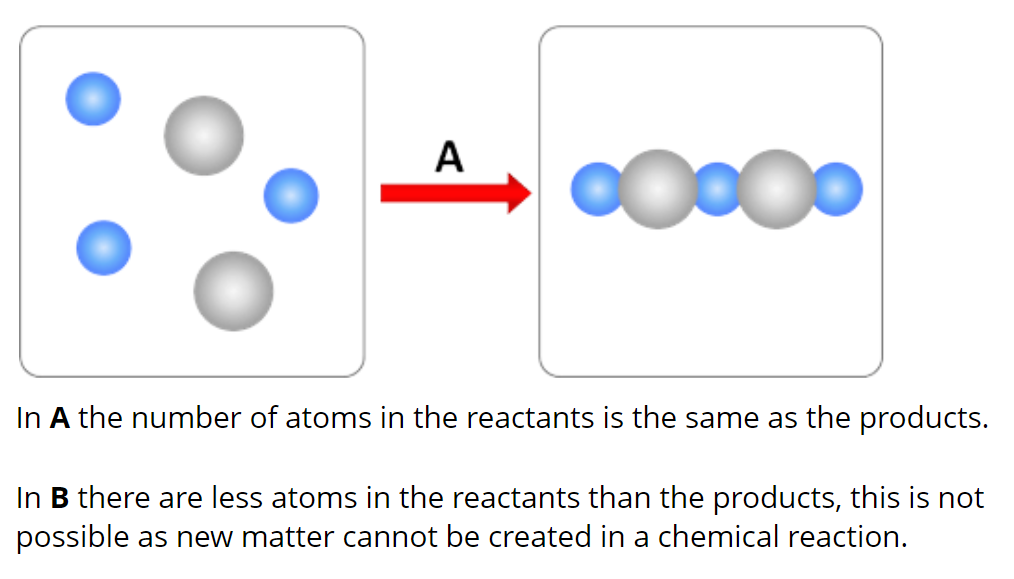 A
In A the number of atoms in the reactants is the same as the products.
In B there are less atoms in the reactants than the products, this is not
possible as new matter cannot be created in a chemical reaction.